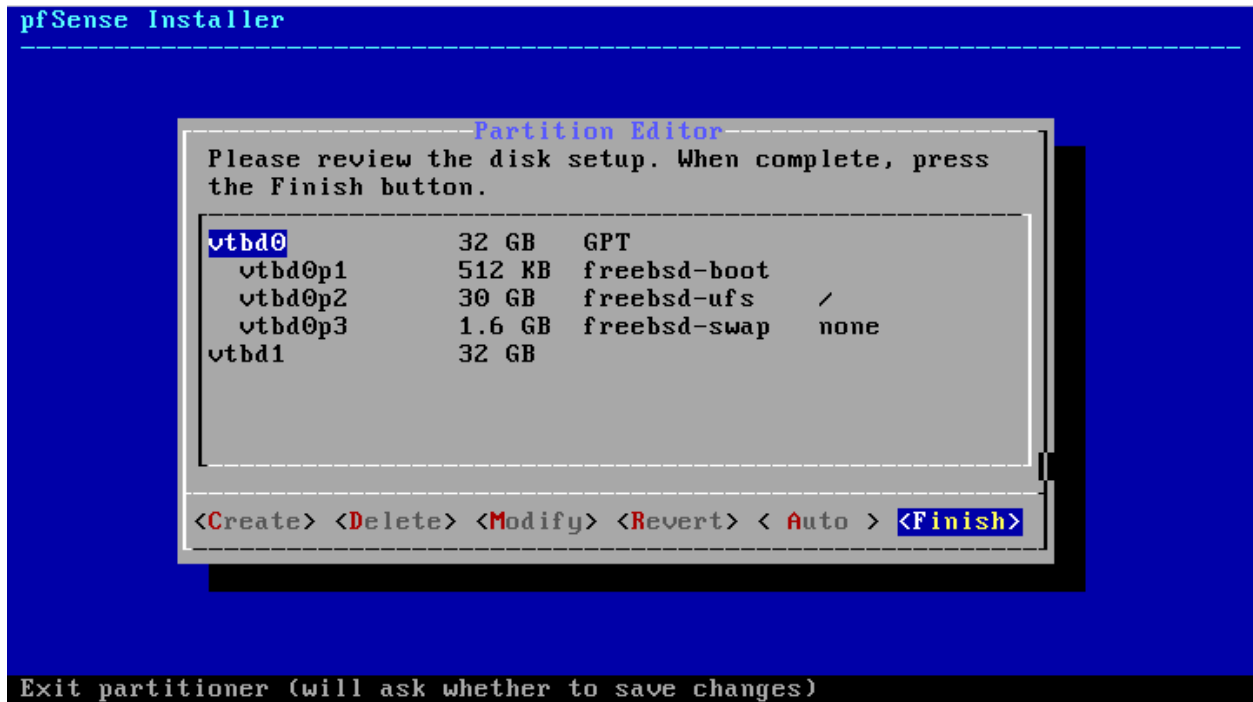 pfSense Installer
Partition Editor
Please review the disk setup. When complete, press
the Finish button.
vtbd0 32 GB GPT
vtbd0p1 512 KB freebsd-boot
vtbd0p2 30 GB freebsd-ufs /
vtbd0p3 1.6 GB freebsd-swap none
vtbd1 32 GB
<Create> <Delete> <Modify> <Revert> < Auto > <Finish>
Exit partitioner (will ask whether to save changes)